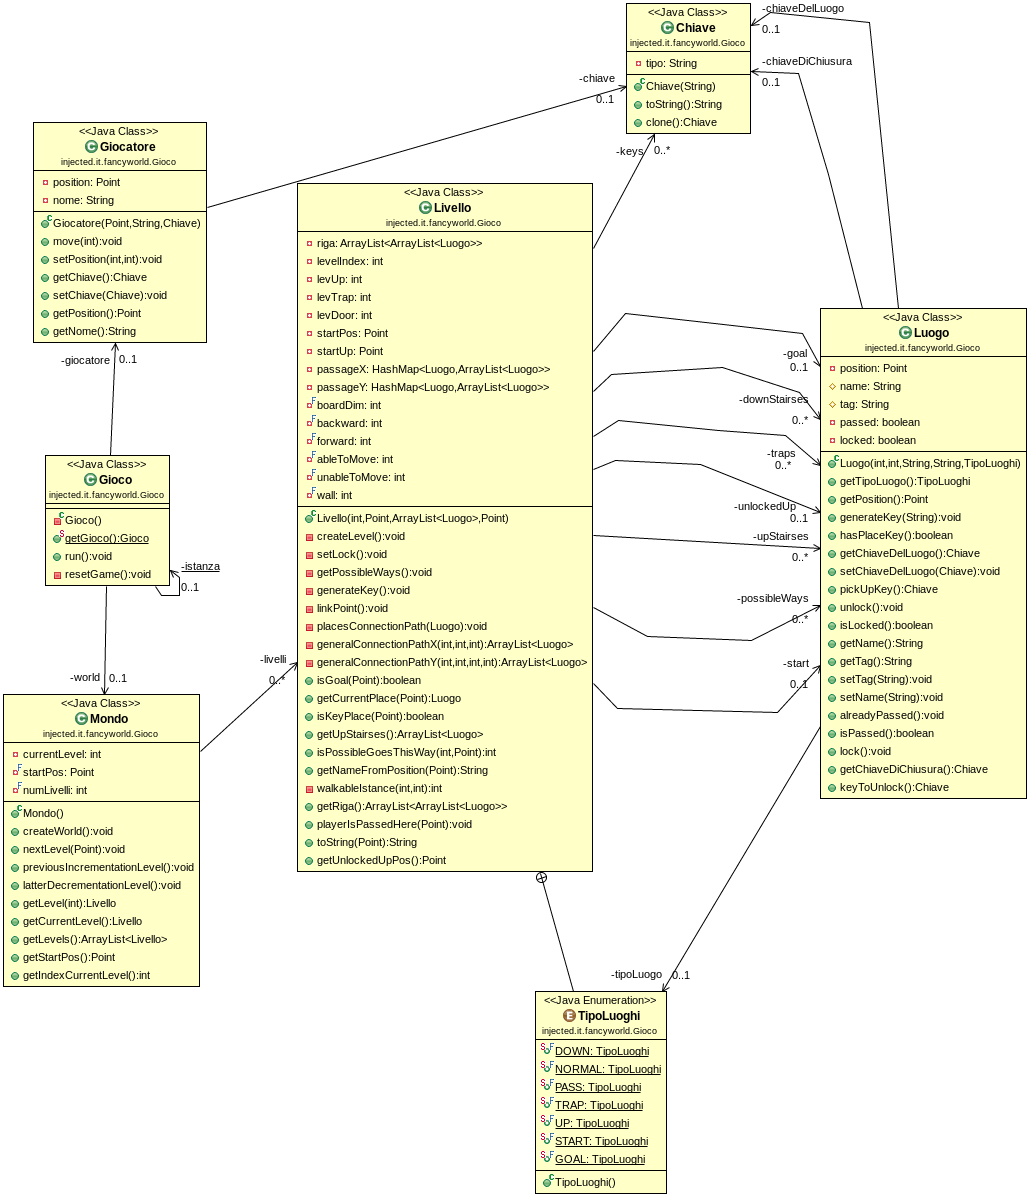 <<Java Class>>
Chiave
injected.it.fancyworld.Gioco
tipo: String
Chiave(String)
toString():String
clone():Chiave
-chiaveDelLuogo
0..1
-chiaveDiChiusura
0..1
-chiave
0..1
-keys
0..*
<<Java Class>>
Giocatore
injected.it.fancyworld.Gioco
position: Point
nome: String
Giocatore(Point,String,Chiave)
move(int):void
setPosition(int,int):void
getChiave():Chiave
setChiave(Chiave):void
getPosition():Point
getNome():String
-giocatore
0..1
<<Java Class>>
Livello
injected.it.fancyworld.Gioco
riga: ArrayList<ArrayList<Luogo>>
levelIndex: int
levUp: int
levTrap: int
levDoor: int
startPos: Point
startUp: Point
passageX: HashMap<Luogo,ArrayList<Luogo>>
passageY: HashMap<Luogo,ArrayList<Luogo>>
boardDim: int
backward: int
forward: int
ableToMove: int
unableToMove: int
wall: int
Livello(int,Point,ArrayList<Luogo>,Point)
createLevel():void
setLock():void
getPossibleWays():void
generateKey():void
linkPoint():void
placesConnectionPath(Luogo):void
generalConnectionPathX(int,int,int):ArrayList<Luogo>
generalConnectionPathY(int,int,int,int):ArrayList<Luogo>
isGoal(Point):boolean
getCurrentPlace(Point):Luogo
isKeyPlace(Point):boolean
getUpStairses():ArrayList<Luogo>
isPossibleGoesThisWay(int,Point):int
getNameFromPosition(Point):String
walkableIstance(int,int):int
getRiga():ArrayList<ArrayList<Luogo>>
playerIsPassedHere(Point):void
toString(Point):String
getUnlockedUpPos():Point
-goal
0..1
-downStairses
0..*
-traps
0..*
-unlockedUp
0..1
-upStairses
0..*
-possibleWays
0..*
-start
0..1
<<Java Class>>
Luogo
injected.it.fancyworld.Gioco
position: Point
name: String
tag: String
passed: boolean
locked: boolean
Luogo(int,int,String,String,TipoLuoghi)
getTipoLuogo():TipoLuoghi
getPosition():Point
generateKey(String):void
hasPlaceKey():boolean
getChiaveDelLuogo():Chiave
setChiaveDelLuogo(Chiave):void
pickUpKey():Chiave
unlock():void
isLocked():boolean
getName():String
getTag():String
setTag(String):void
setName(String):void
alreadyPassed():void
isPassed():boolean
lock():void
getChiaveDiChiusura():Chiave
keyToUnlock():Chiave
<<Java Class>>
Gioco
injected.it.fancyworld.Gioco
Gioco()
getGioco():Gioco
run():void
resetGame():void
-istanza
0..1
-world
0..1
-livelli
0..*
<<Java Class>>
Mondo
injected.it.fancyworld.Gioco
currentLevel: int
startPos: Point
numLivelli: int
Mondo()
createWorld():void
nextLevel(Point):void
previousIncrementationLevel():void
latterDecrementationLevel():void
getLevel(int):Livello
getCurrentLevel():Livello
getLevels():ArrayList<Livello>
getStartPos():Point
getIndexCurrentLevel():int
-tipoLuogo
0..1
<<Java Enumeration>>
TipoLuoghi
injected.it.fancyworld.Gioco
DOWN: TipoLuoghi
NORMAL: TipoLuoghi
PASS: TipoLuoghi
TRAP: TipoLuoghi
UP: TipoLuoghi
START: TipoLuoghi
GOAL: TipoLuoghi
TipoLuoghi()